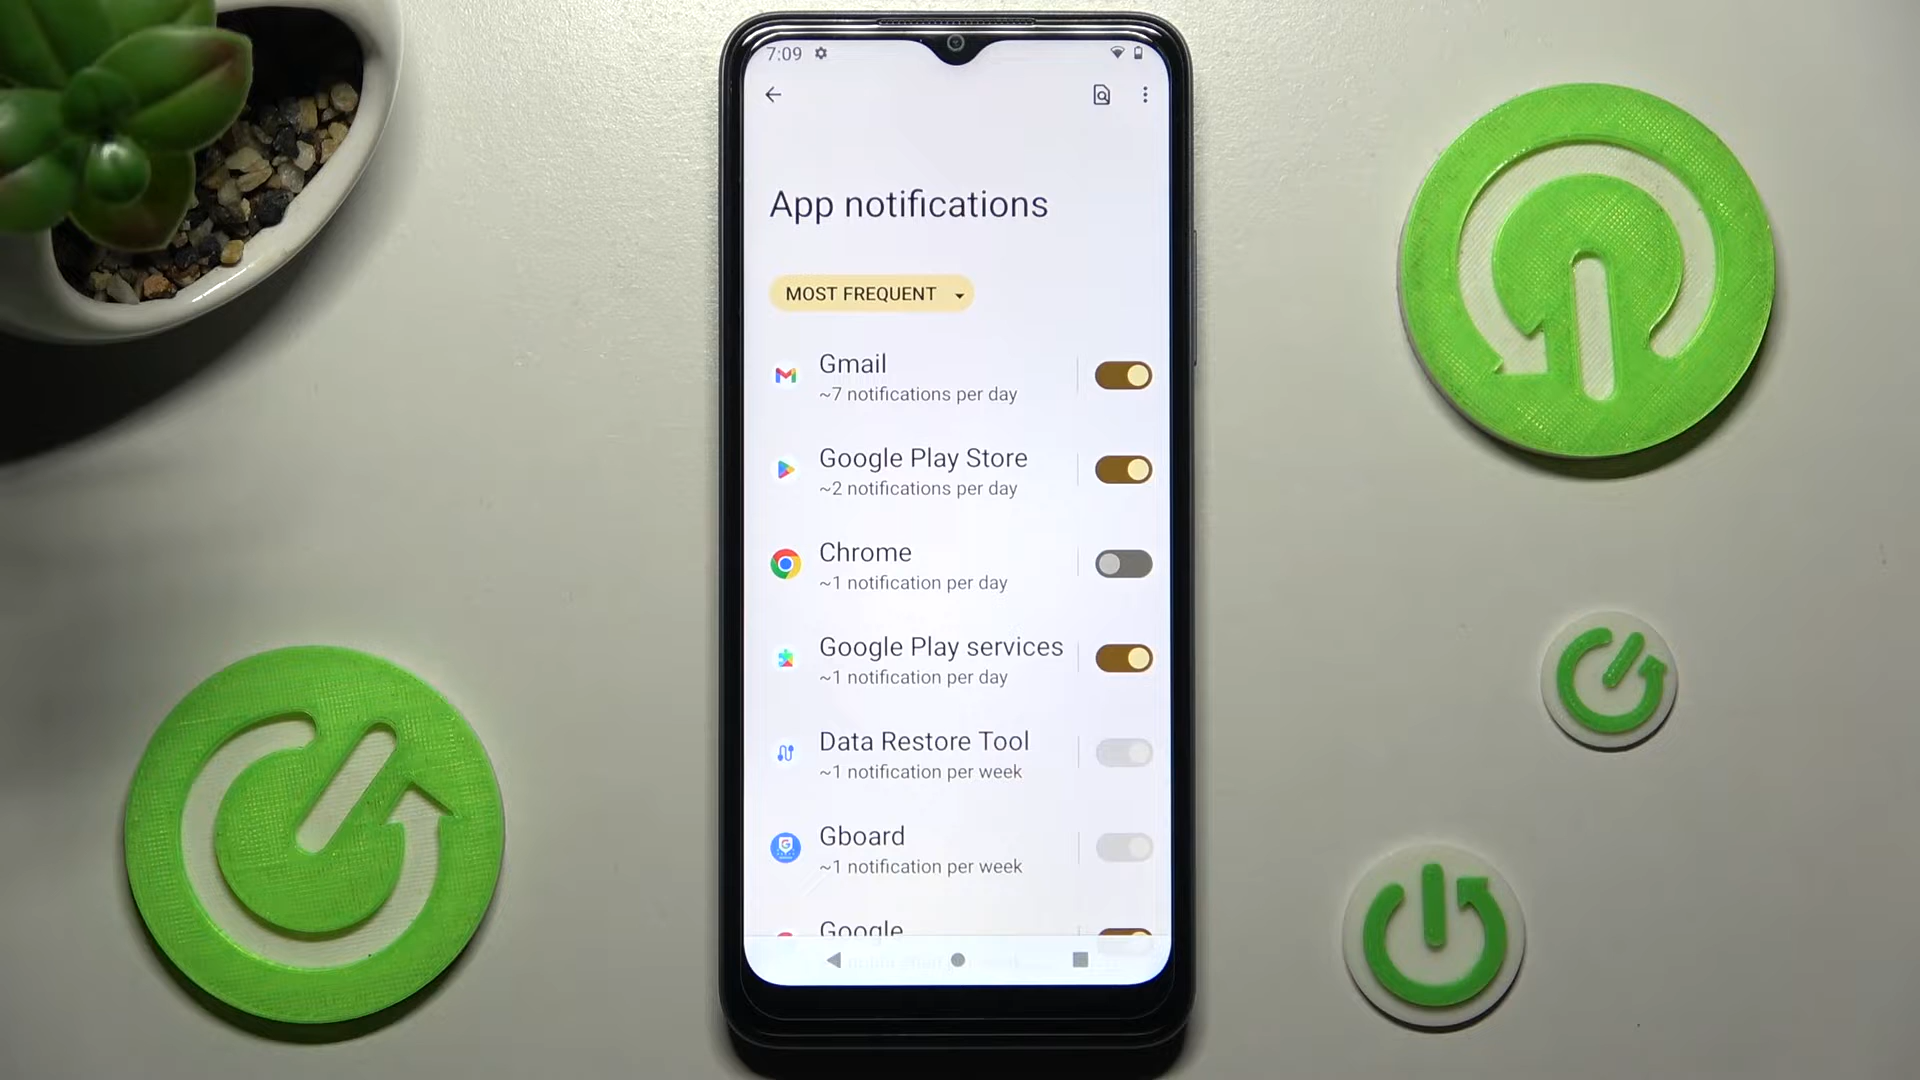 7:09
App notifications
MOST FREQUENT
Gmail
~7 notifications per day
Google Play Store
~2 notifications per day
Chrome
~1 notification per day
Google Play services
~1 notification per day
Data Restore Tool
~1 notification per week
Gboard
~1 notification per week
Google